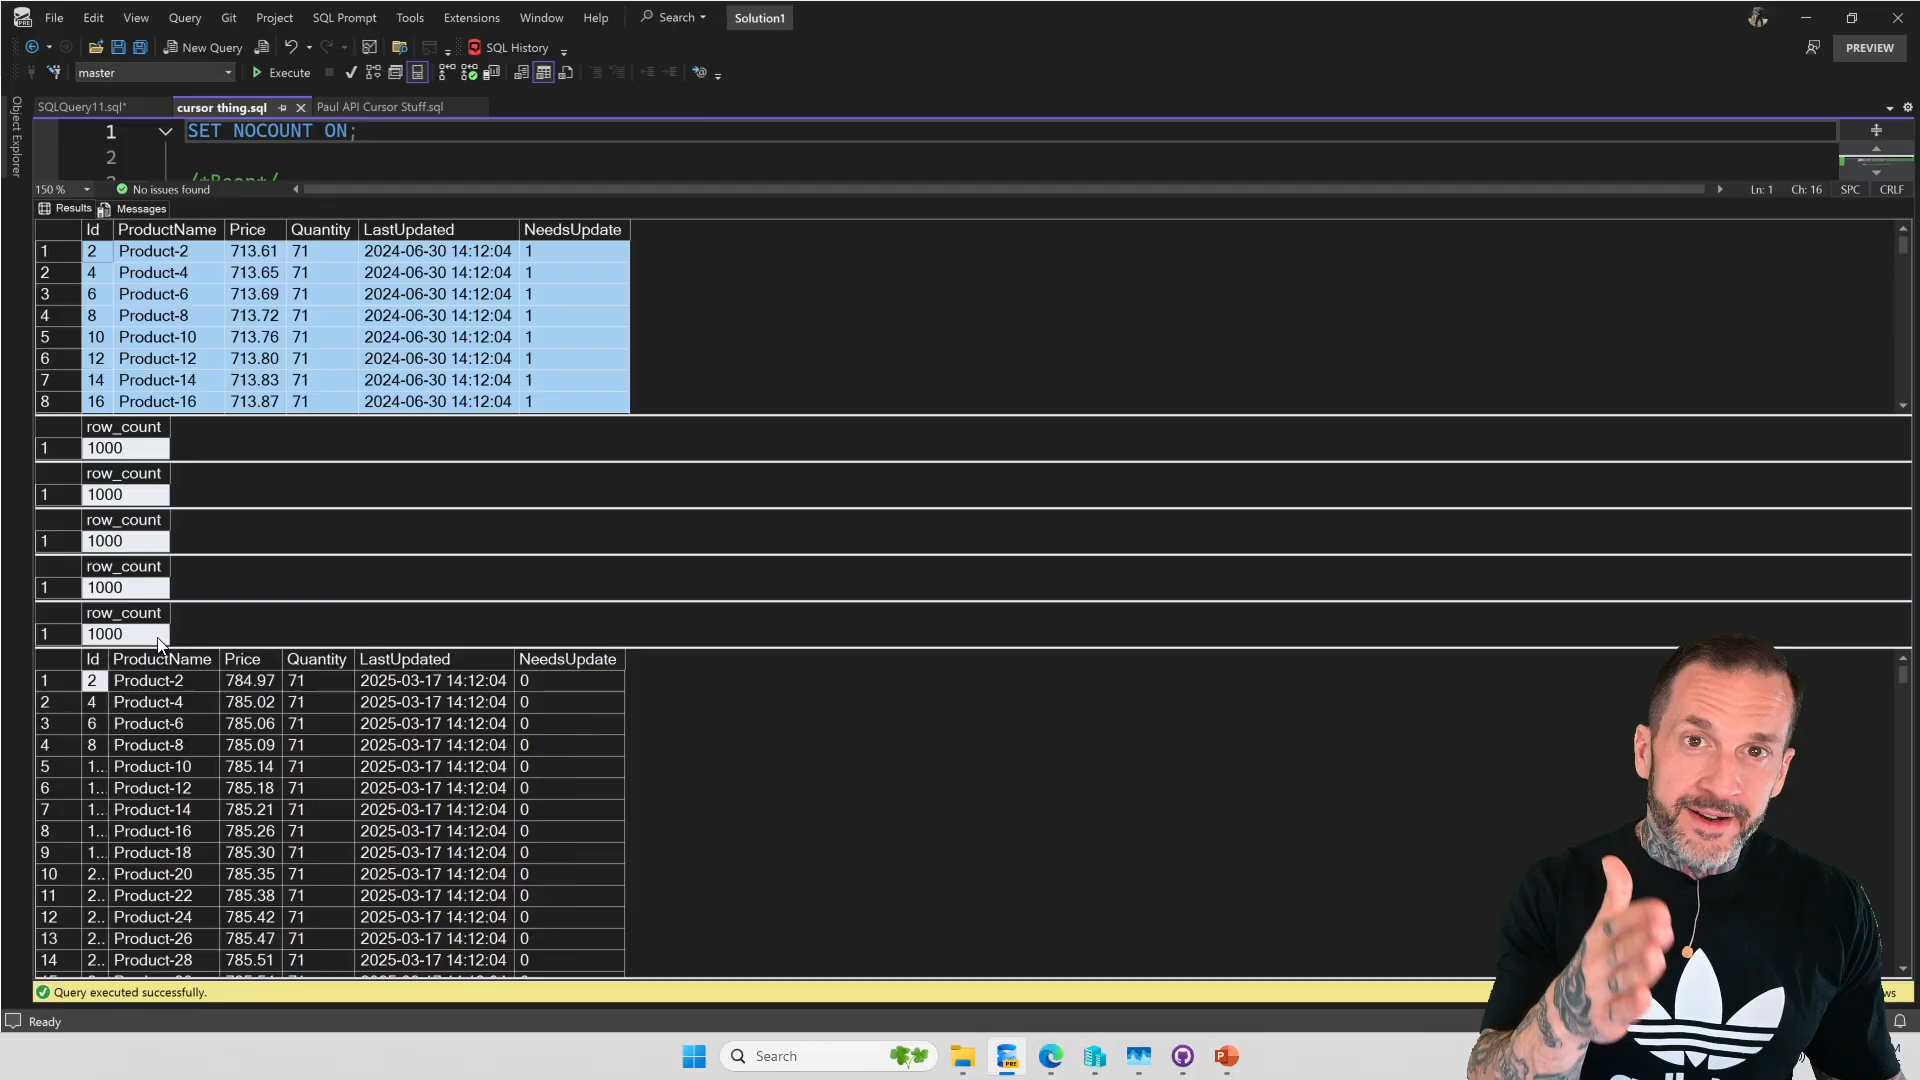 File Edit View Query Git Project SQL Prompt Tools Extensions Window Help Search Solution1
New Query SQL History PREVIEW
master Execute
Object Explorer
SQLQuery11.sql* cursor thing.sql Paul API Cursor Stuff.sql
1 SET NOCOUNT ON;
2
150 % No issues found Ln: 1 Ch: 16 SPC CRLF
Results Messages
Id ProductName Price Quantity LastUpdated NeedsUpdate
1 2 Product-2 713.61 71 2024-06-30 14:12:04 1
2 4 Product-4 713.65 71 2024-06-30 14:12:04 1
3 6 Product-6 713.69 71 2024-06-30 14:12:04 1
4 8 Product-8 713.72 71 2024-06-30 14:12:04 1
5 10 Product-10 713.76 71 2024-06-30 14:12:04 1
6 12 Product-12 713.80 71 2024-06-30 14:12:04 1
7 14 Product-14 713.83 71 2024-06-30 14:12:04 1
8 16 Product-16 713.87 71 2024-06-30 14:12:04 1
row_count
1 1000
row_count
1 1000
row_count
1 1000
row_count
1 1000
row_count
1 1000
Id ProductName Price Quantity LastUpdated NeedsUpdate
1 2 Product-2 784.97 71 2025-03-17 14:12:04 0
2 4 Product-4 785.02 71 2025-03-17 14:12:04 0
3 6 Product-6 785.06 71 2025-03-17 14:12:04 0
4 8 Product-8 785.09 71 2025-03-17 14:12:04 0
5 1... Product-10 785.14 71 2025-03-17 14:12:04 0
6 1... Product-12 785.18 71 2025-03-17 14:12:04 0
7 1... Product-14 785.21 71 2025-03-17 14:12:04 0
8 1... Product-16 785.26 71 2025-03-17 14:12:04 0
9 1... Product-18 785.30 71 2025-03-17 14:12:04 0
10 2... Product-20 785.35 71 2025-03-17 14:12:04 0
11 2... Product-22 785.38 71 2025-03-17 14:12:04 0
12 2... Product-24 785.42 71 2025-03-17 14:12:04 0
13 2... Product-26 785.47 71 2025-03-17 14:12:04 0
14 2... Product-28 785.51 71 2025-03-17 14:12:04 0
Query executed successfully.
Ready
Search